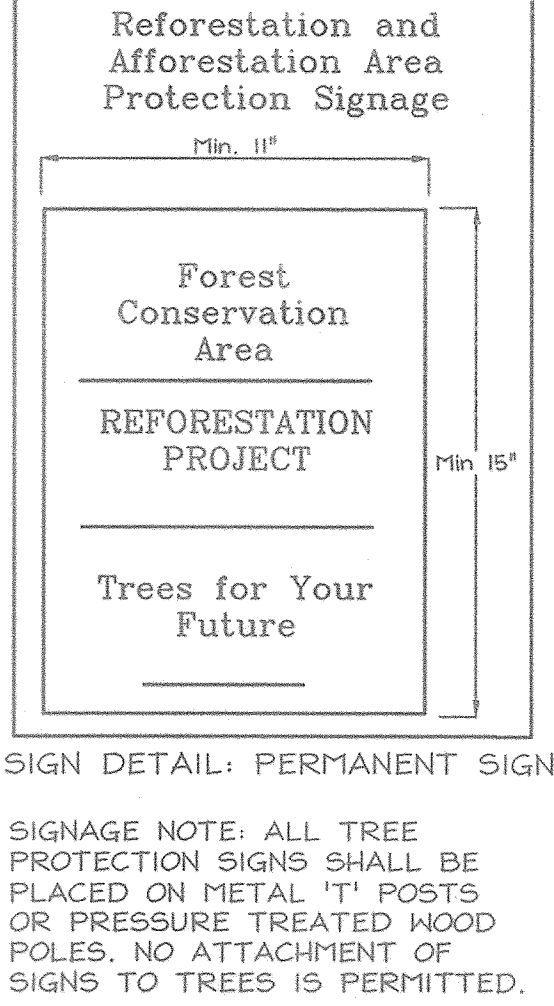 Reforestation and
Afforestation Area
Protection Signage
Min. 11"
Forest
Conservation
Area
REFORESTATION
PROJECT
Min 15"
Trees for Your
Future
SIGN DETAIL: PERMANENT SIGN
SIGNAGE NOTE: ALL TREE
PROTECTION SIGNS SHALL BE
PLACED ON METAL 'T' POSTS
OR PRESSURE TREATED WOOD
POLES. NO ATTACHMENT OF
SIGNS TO TREES IS PERMITTED.